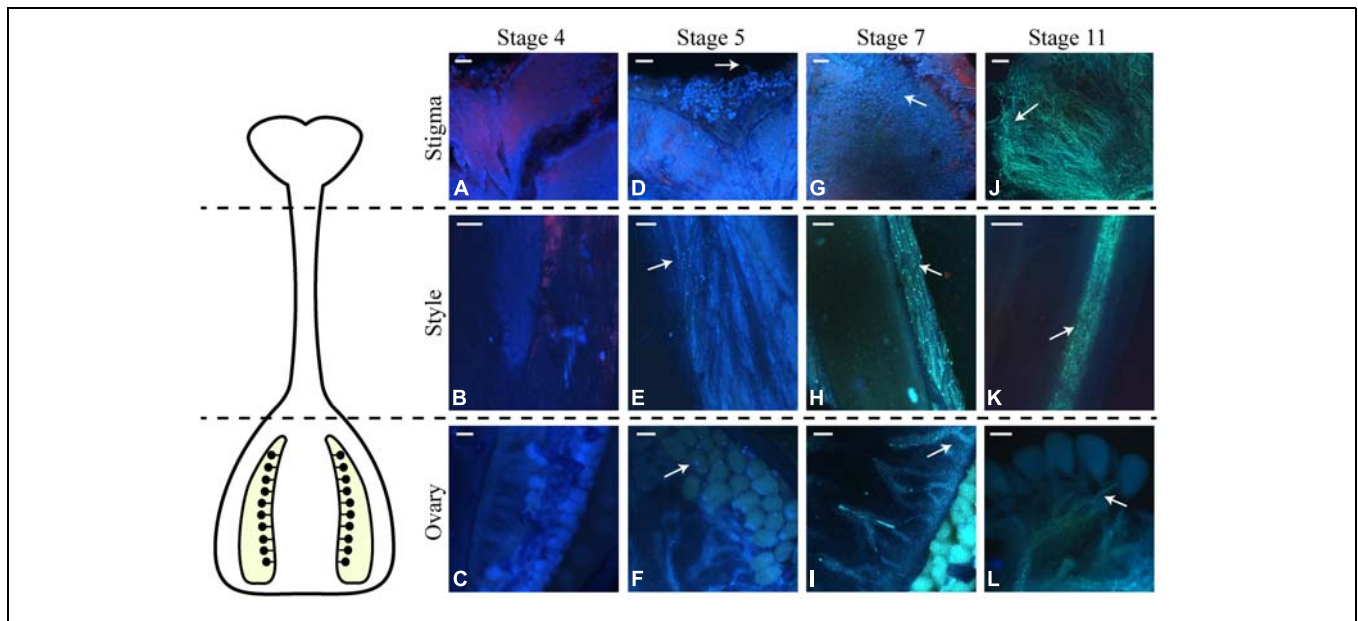 Stage 4 Stage 5 Stage 7 Stage 11
Stigma
A D G J
Style
B E H K
Ovary
C F I L